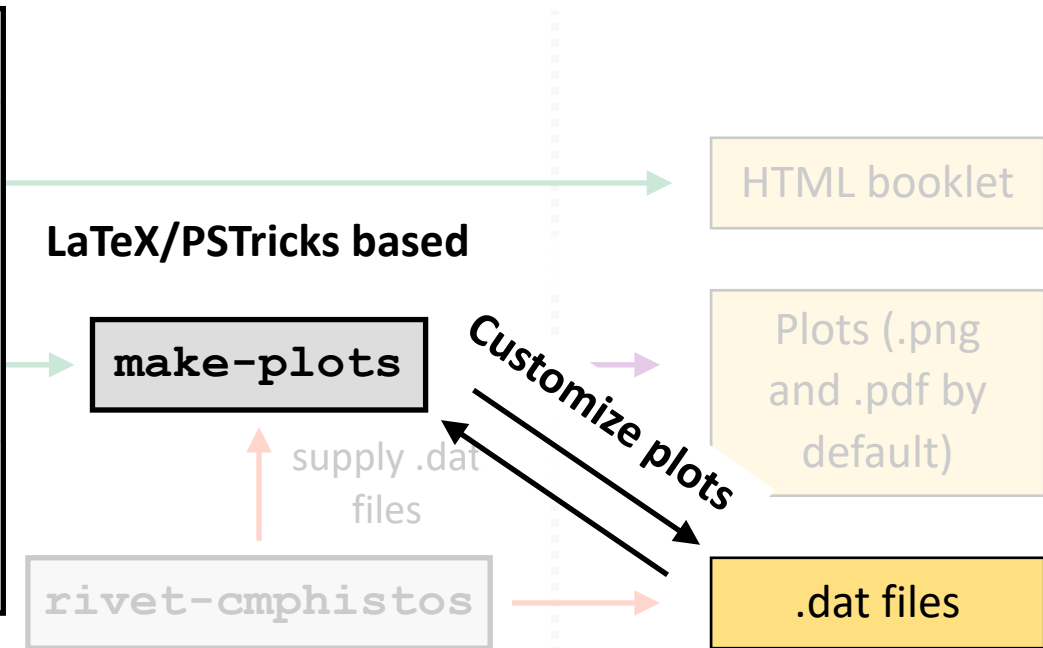 HTML booklet
LaTeX/PSTricks based
make-plots
Customize plots
Plots (.png
and .pdf by
default)
supply .dat
files
rivet-cmphistos
.dat files